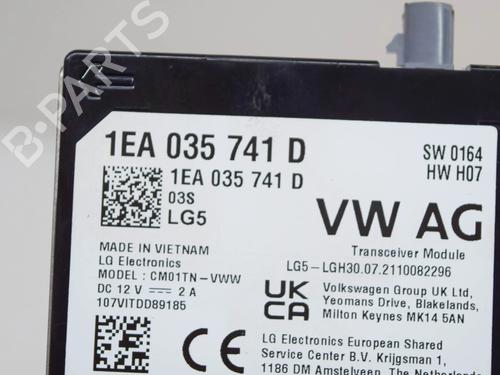 1EA 035 741 D
SW 0164
HW H07
1EA 035 741 D
03S
LG5
VW AG
Transceiver Module
MADE IN VIETNAM
LG Electronics
MODEL : CM01TN-VWW
DC 12 V ⎓ 2 A
107VITDD89185
LG5-LGH30.07.2110082296
UK
CA
Volkswagen Group UK Ltd,
Yeomans Drive, Blakelands,
Milton Keynes MK14 5AN
CE
LG Electronics European Shared
Service Center B.V. Krijgsman 1,
1186 DM Amstelveen, The Netherlands
B-PARTS